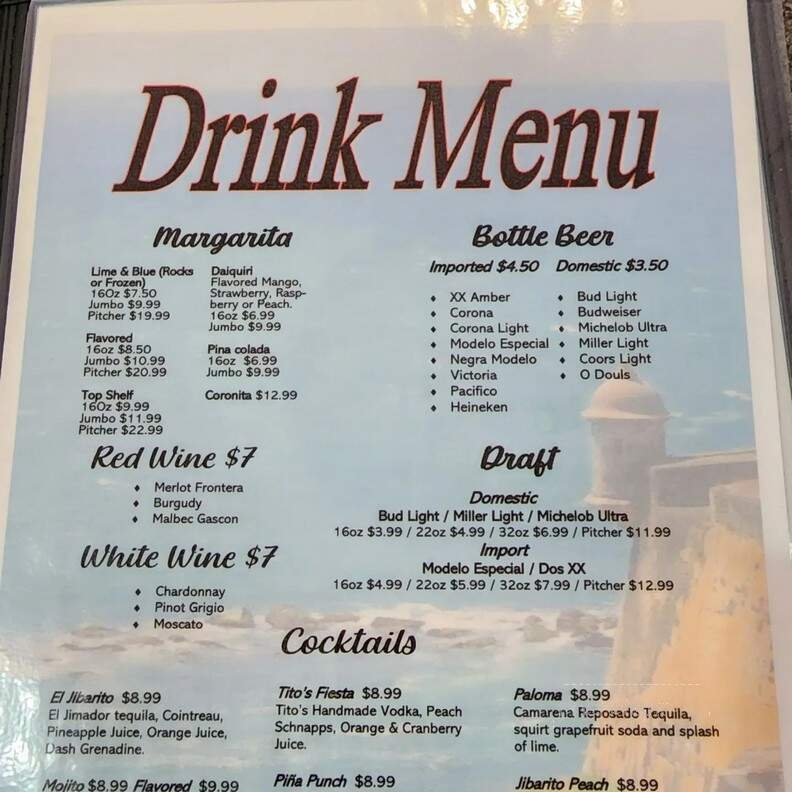 Drink Menu
Margarita
Lime & Blue (Rocks
or Frozen)
16Oz $7.50
Jumbo $9.99
Pitcher $19.99
Flavored
16oz $8.50
Jumbo $10.99
Pitcher $20.99
Top Shelf
16Oz $9.99
Jumbo $11.99
Pitcher $22.99
Daiquiri
Flavored Mango,
Strawberry, Rasp-
berry or Peach.
16oz $6.99
Jumbo $9.99
Pina colada
16oz $6.99
Jumbo $9.99
Coronita $12.99
Red Wine $7
♦ Merlot Frontera
♦ Burgudy
♦ Malbec Gascon
White Wine $7
♦ Chardonnay
♦ Pinot Grigio
♦ Moscato
Bottle Beer
Imported $4.50
♦ XX Amber
♦ Corona
♦ Corona Light
♦ Modelo Especial
♦ Negra Modelo
♦ Victoria
♦ Pacifico
♦ Heineken
Domestic $3.50
♦ Bud Light
♦ Budweiser
♦ Michelob Ultra
♦ Miller Light
♦ Coors Light
♦ O Douls
Draft
Domestic
Bud Light / Miller Light / Michelob Ultra
16oz $3.99 / 22oz $4.99 / 32oz $6.99 / Pitcher $11.99
Import
Modelo Especial / Dos XX
16oz $4.99 / 22oz $5.99 / 32oz $7.99 / Pitcher $12.99
Cocktails
El Jibarito $8.99
El Jimador tequila, Cointreau,
Pineapple Juice, Orange Juice,
Dash Grenadine.
Tito's Fiesta $8.99
Tito's Handmade Vodka, Peach
Schnapps, Orange & Cranberry
Juice.
Paloma $8.99
Camarena Reposado Tequila,
squirt grapefruit soda and splash
of lime.
Mojito $8.99 Flavored $9.99
Piña Punch $8.99
Jibarito Peach $8.99